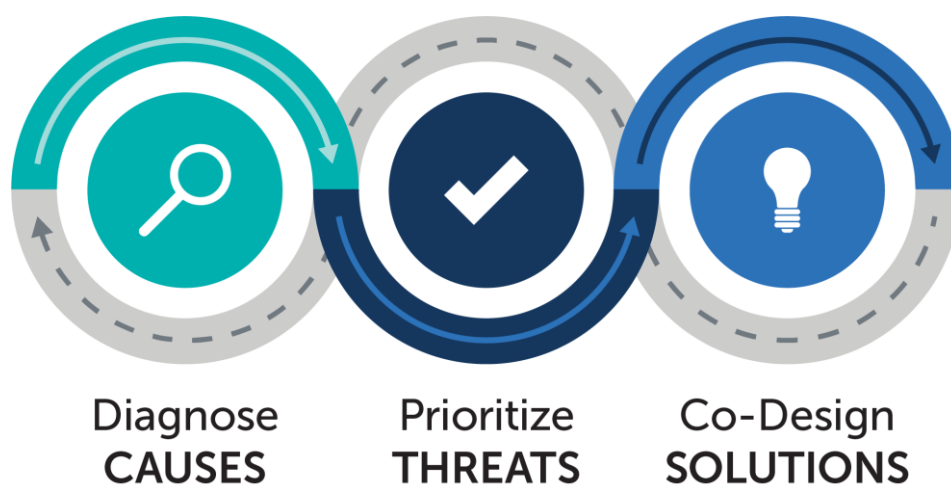 Diagnose
CAUSES
Prioritize
THREATS
Co-Design
SOLUTIONS